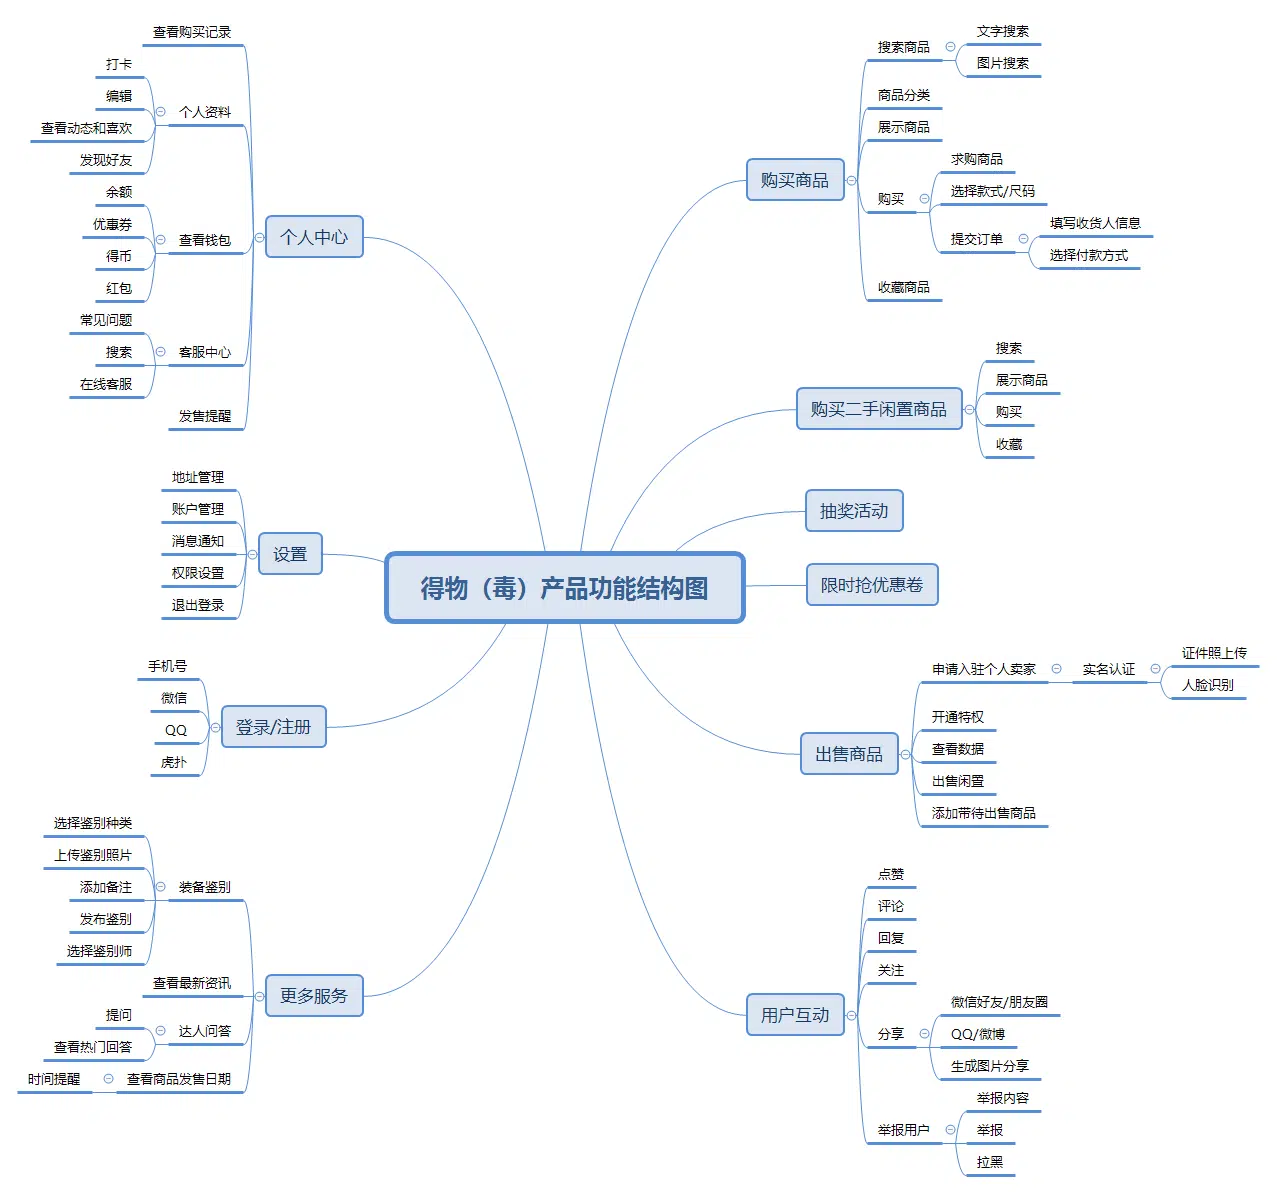 得物（毒）产品功能结构图
购买商品
搜索商品
文字搜索
图片搜索
商品分类
展示商品
购买
求购商品
选择款式/尺码
提交订单
填写收货人信息
选择付款方式
收藏商品
购买二手闲置商品
搜索
展示商品
购买
收藏
抽奖活动
限时抢优惠卷
出售商品
申请入驻个人卖家
实名认证
证件照上传
人脸识别
开通特权
查看数据
出售闲置
添加带待出售商品
用户互动
点赞
评论
回复
关注
分享
微信好友/朋友圈
QQ/微博
生成图片分享
举报用户
举报内容
举报
拉黑
个人中心
查看购买记录
个人资料
打卡
编辑
查看动态和喜欢
发现好友
查看钱包
余额
优惠券
得币
红包
客服中心
常见问题
搜索
在线客服
发售提醒
设置
地址管理
账户管理
消息通知
权限设置
退出登录
登录/注册
手机号
微信
QQ
虎扑
更多服务
装备鉴别
选择鉴别种类
上传鉴别照片
添加备注
发布鉴别
选择鉴别师
查看最新资讯
达人问答
提问
查看热门回答
查看商品发售日期
时间提醒